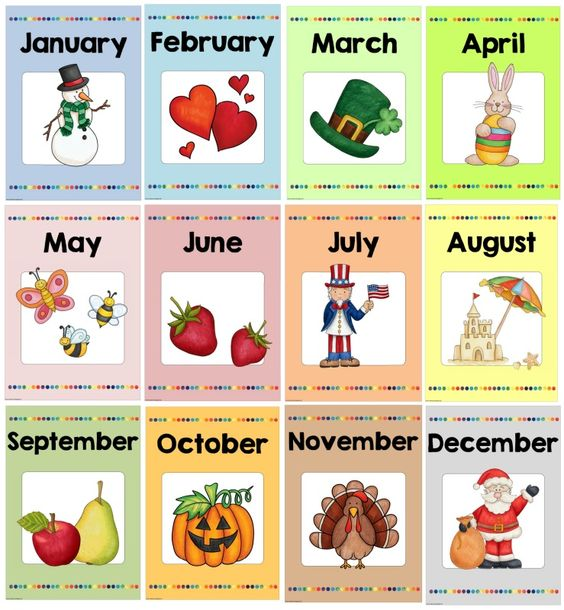 January
February
March
April
May
June
July
August
September
October
November
December